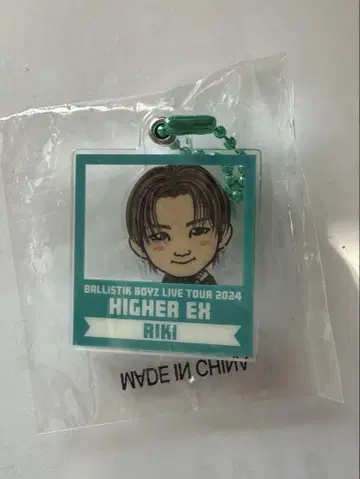 BALLISTIK BOYZ LIVE TOUR 2024
HIGHER EX
RIKI
MADE IN CHINA